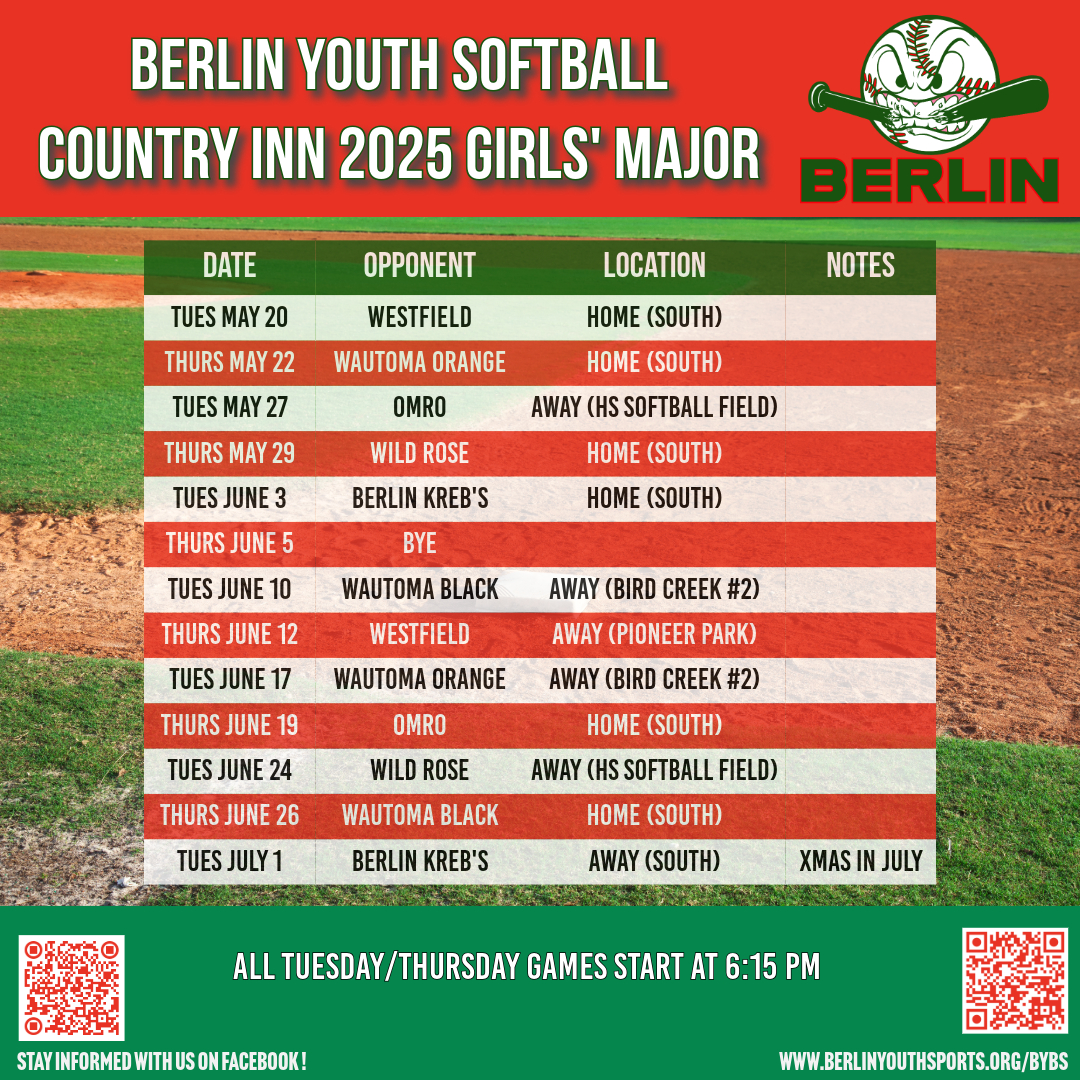 BERLIN YOUTH SOFTBALL
COUNTRY INN 2025 GIRLS' MAJOR
BERLIN
DATE OPPONENT LOCATION NOTES
TUES MAY 20 WESTFIELD HOME (SOUTH)
THURS MAY 22 WAUTOMA ORANGE HOME (SOUTH)
TUES MAY 27 OMRO AWAY (HS SOFTBALL FIELD)
THURS MAY 29 WILD ROSE HOME (SOUTH)
TUES JUNE 3 BERLIN KREB'S HOME (SOUTH)
THURS JUNE 5 BYE
TUES JUNE 10 WAUTOMA BLACK AWAY (BIRD CREEK #2)
THURS JUNE 12 WESTFIELD AWAY (PIONEER PARK)
TUES JUNE 17 WAUTOMA ORANGE AWAY (BIRD CREEK #2)
THURS JUNE 19 OMRO HOME (SOUTH)
TUES JUNE 24 WILD ROSE AWAY (HS SOFTBALL FIELD)
THURS JUNE 26 WAUTOMA BLACK HOME (SOUTH)
TUES JULY 1 BERLIN KREB'S AWAY (SOUTH) XMAS IN JULY
ALL TUESDAY/THURSDAY GAMES START AT 6:15 PM
STAY INFORMED WITH US ON FACEBOOK !
WWW.BERLINYOUTHSPORTS.ORG/BYBS